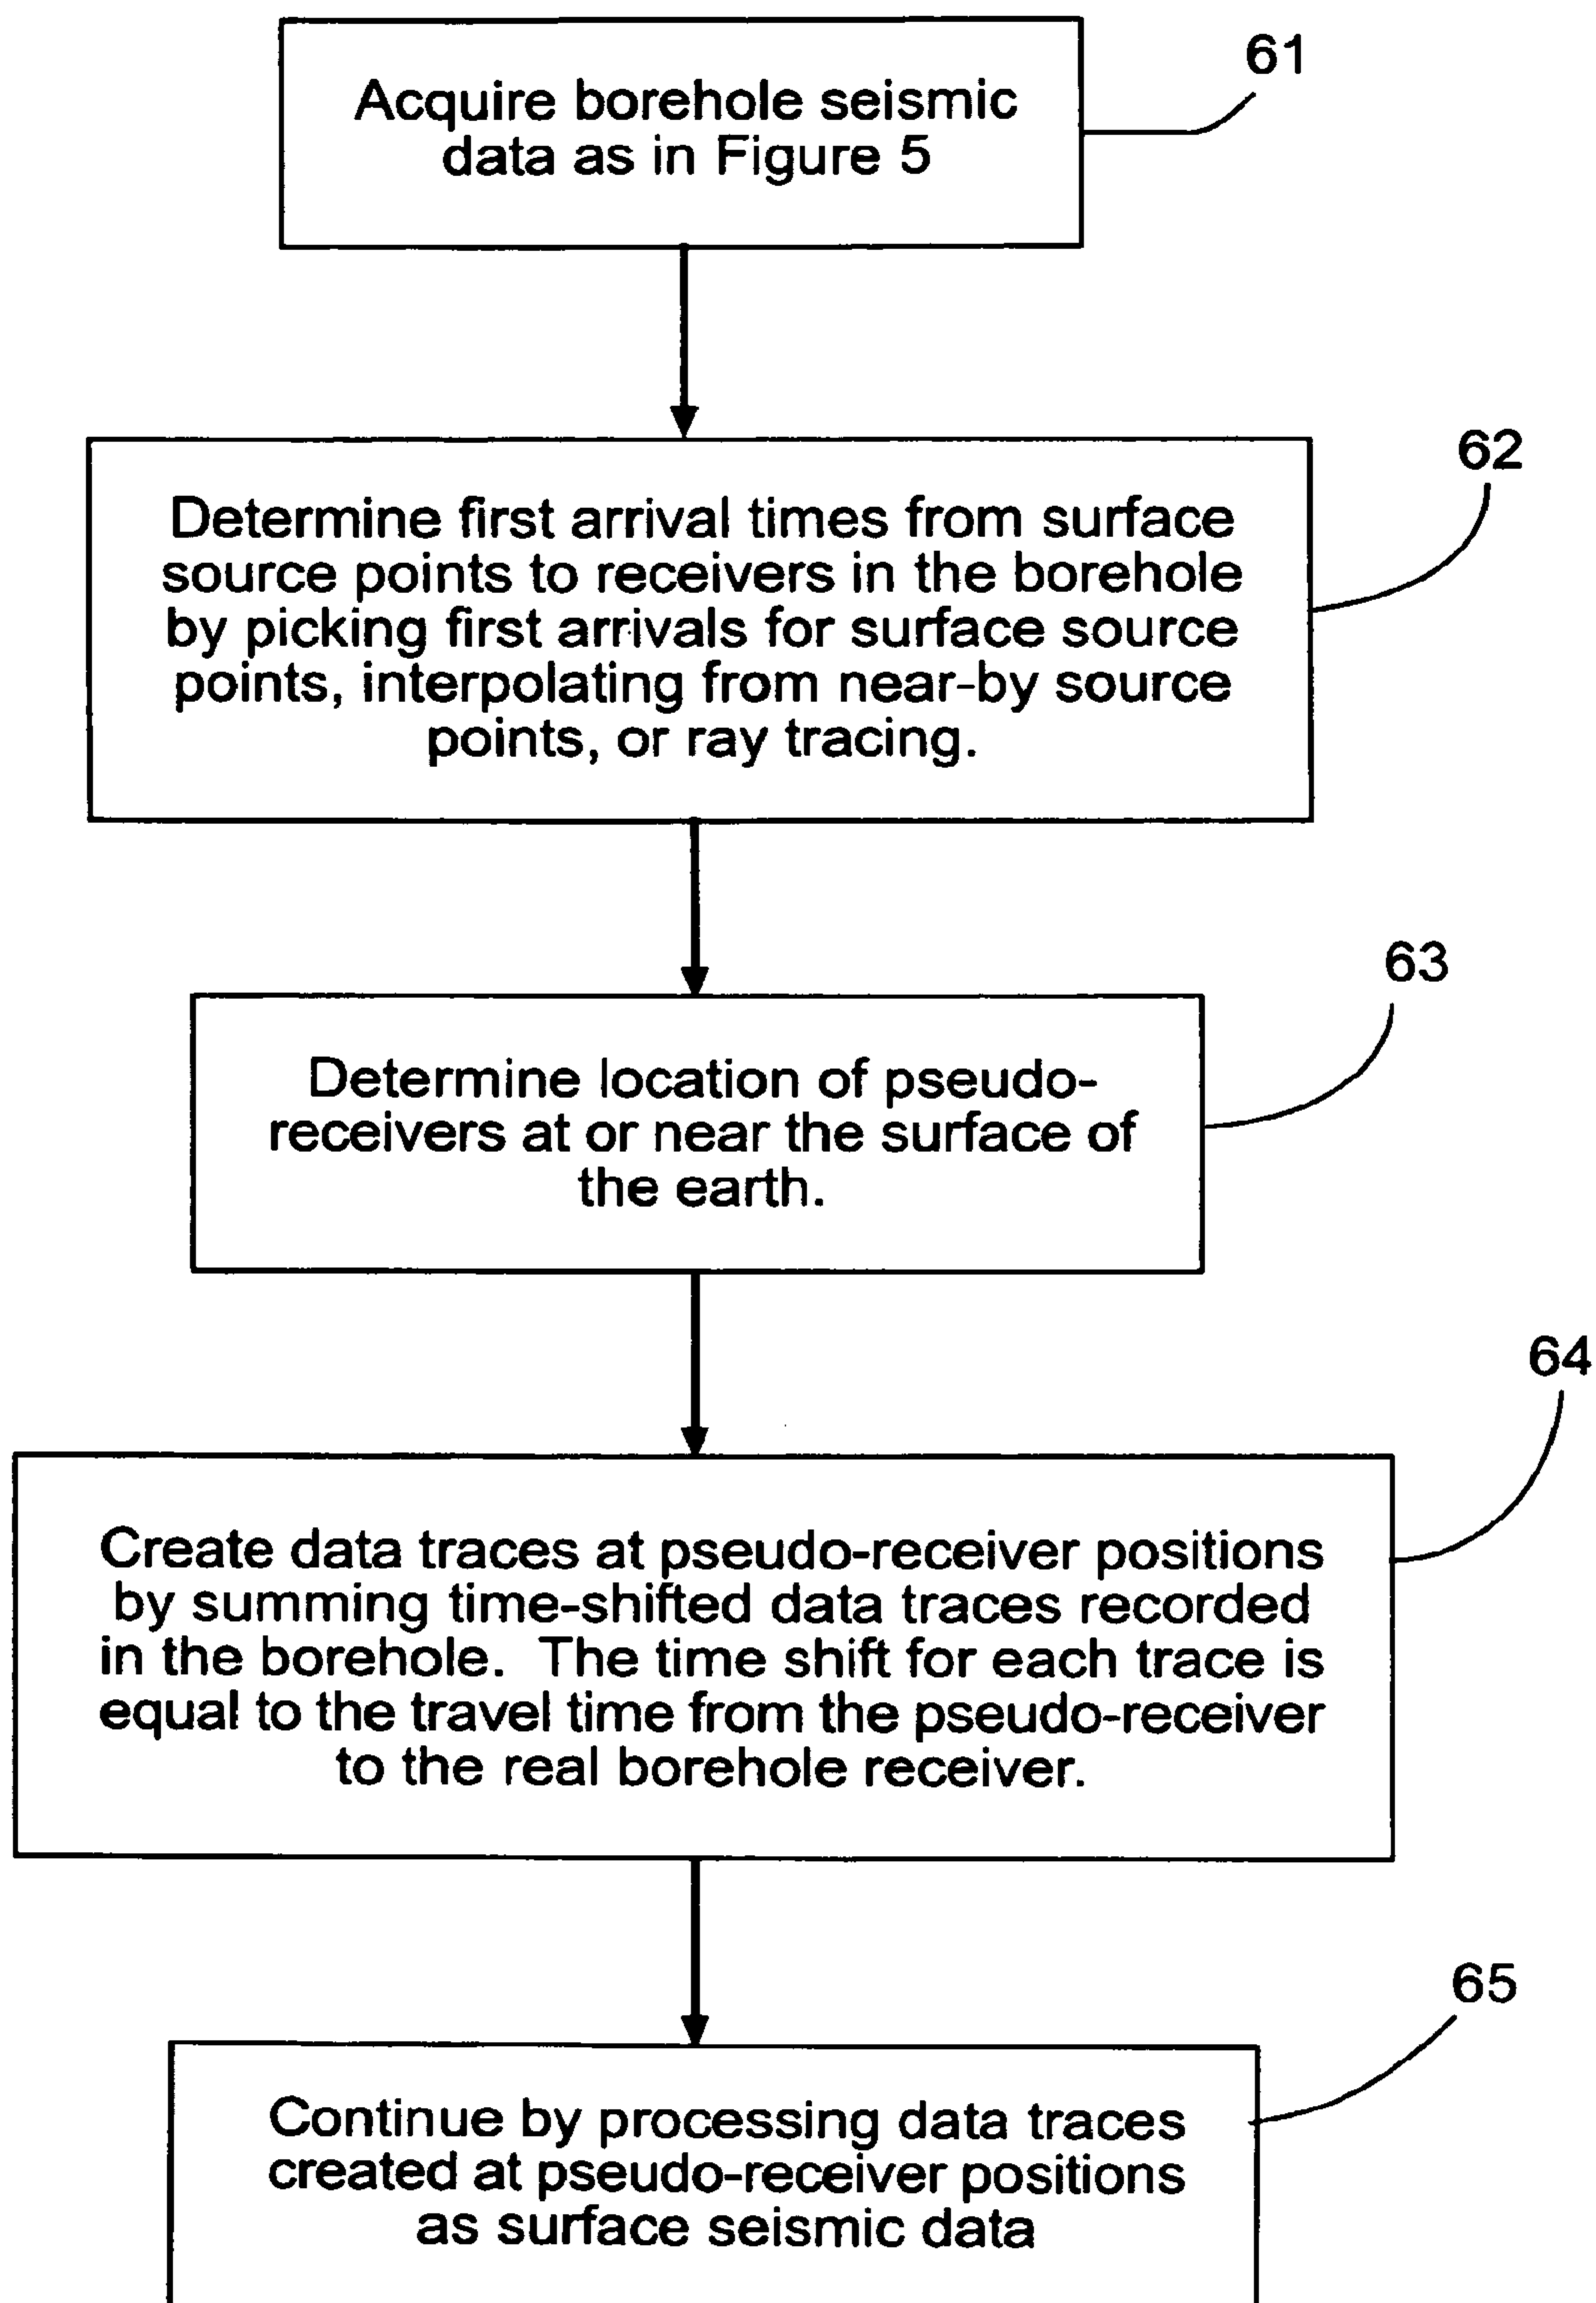 61
Acquire borehole seismic
data as in Figure 5
62
Determine first arrival times from surface
source points to receivers in the borehole
by picking first arrivals for surface source
points, interpolating from near-by source
points, or ray tracing.
63
Determine location of pseudo-
receivers at or near the surface of
the earth.
64
Create data traces at pseudo-receiver positions
by summing time-shifted data traces recorded
in the borehole.  The time shift for each trace is
equal to the travel time from the pseudo-receiver
to the real borehole receiver.
65
Continue by processing data traces
created at pseudo-receiver positions
as surface seismic data